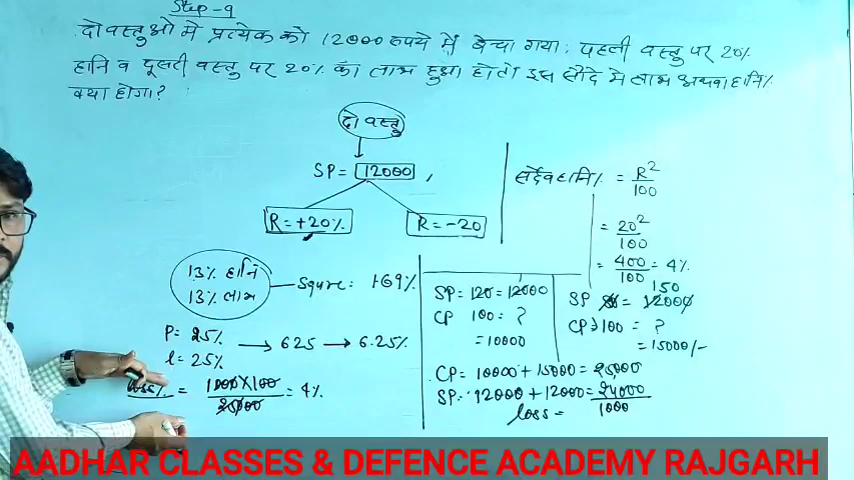 Step-9
दो वस्तुओ मे प्रत्येक को 12000 रुपये में बेचा गया; पहली वस्तु पर 20%
हानि व दूसरी वस्तु पर 20% का लाभ हुआ हो तो इस सौदे मे लाभ अथवा हानि%
क्या होगा?
दो वस्तु
SP = 12000 ,
R = +20%
R = -20
सदैव हानि% = R²/100
= 20²/100
= 400/100 = 4%
13% हानि
13% लाभ
Square = 169%
P = 25%
l = 25%
→ 625 → 6.25%
loss% = 1000×100/25000 = 4%
SP = 120 = 12000
CP 100 = ?
= 10000
150
SP 80 = 12000
CP → 100 = ?
= 15000/-
CP = 10000 + 15000 = 25000
SP = 12000 + 12000 = 24000
loss = 1000
AADHAR CLASSES & DEFENCE ACADEMY RAJGARH